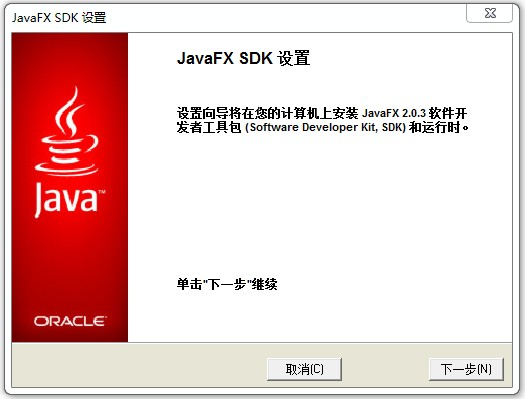 JavaFX SDK 设置
JavaFX SDK 设置
设置向导将在您的计算机上安装 JavaFX 2.0.3 软件开
发者工具包 (Software Developer Kit, SDK) 和运行时。
Java™
单击"下一步"继续
ORACLE
取消(C)
下一步(N)